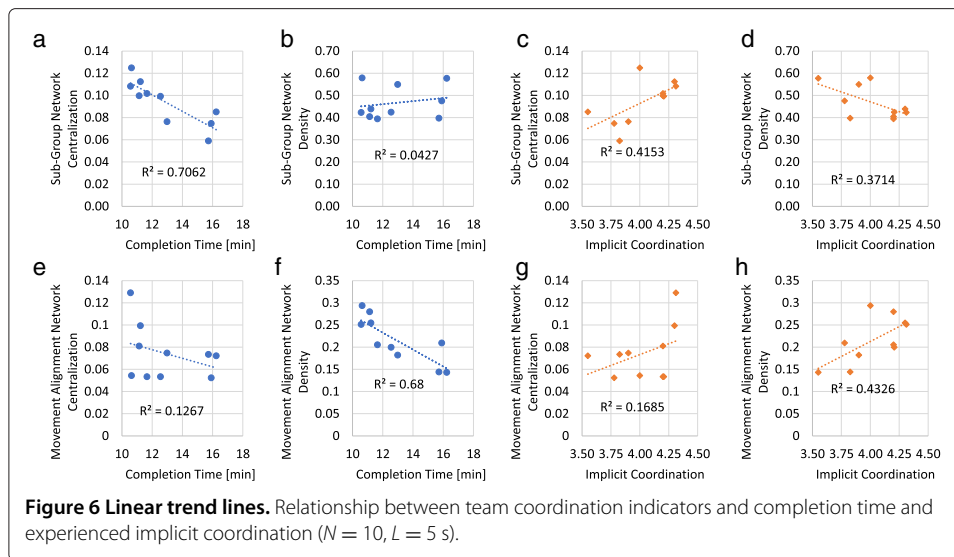 a
b
c
d
Sub-Group Network
Centralization
0.14
0.12
0.10
0.08
0.06
0.04
0.02
0.00
R² = 0.7062
10 12 14 16 18
Completion Time [min]
Sub-Group Network
Density
0.70
0.60
0.50
0.40
0.30
0.20
0.10
0.00
R² = 0.0427
10 12 14 16 18
Completion Time [min]
Sub-Group Network
Centralization
0.14
0.12
0.10
0.08
0.06
0.04
0.02
0.00
R² = 0.4153
3.50 3.75 4.00 4.25 4.50
Implicit Coordination
Sub-Group Network
Density
0.70
0.60
0.50
0.40
0.30
0.20
0.10
0.00
R² = 0.3714
3.50 3.75 4.00 4.25 4.50
Implicit Coordination
e
f
g
h
Movement Alignment Network
Centralization
0.14
0.12
0.1
0.08
0.06
0.04
0.02
0
R² = 0.1267
10 12 14 16 18
Completion Time [min]
Movement Alignment Network
Density
0.35
0.3
0.25
0.2
0.15
0.1
0.05
0
R² = 0.68
10 12 14 16 18
Completion Time [min]
Movement Alignment Network
Centralization
0.14
0.12
0.1
0.08
0.06
0.04
0.02
0
R² = 0.1685
3.50 3.75 4.00 4.25 4.50
Implicit Coordination
Movement Alignment Network
Density
0.35
0.3
0.25
0.2
0.15
0.1
0.05
0
R² = 0.4326
3.50 3.75 4.00 4.25 4.50
Implicit Coordination
Figure 6 Linear trend lines. Relationship between team coordination indicators and completion time and
experienced implicit coordination (N = 10, L = 5 s).